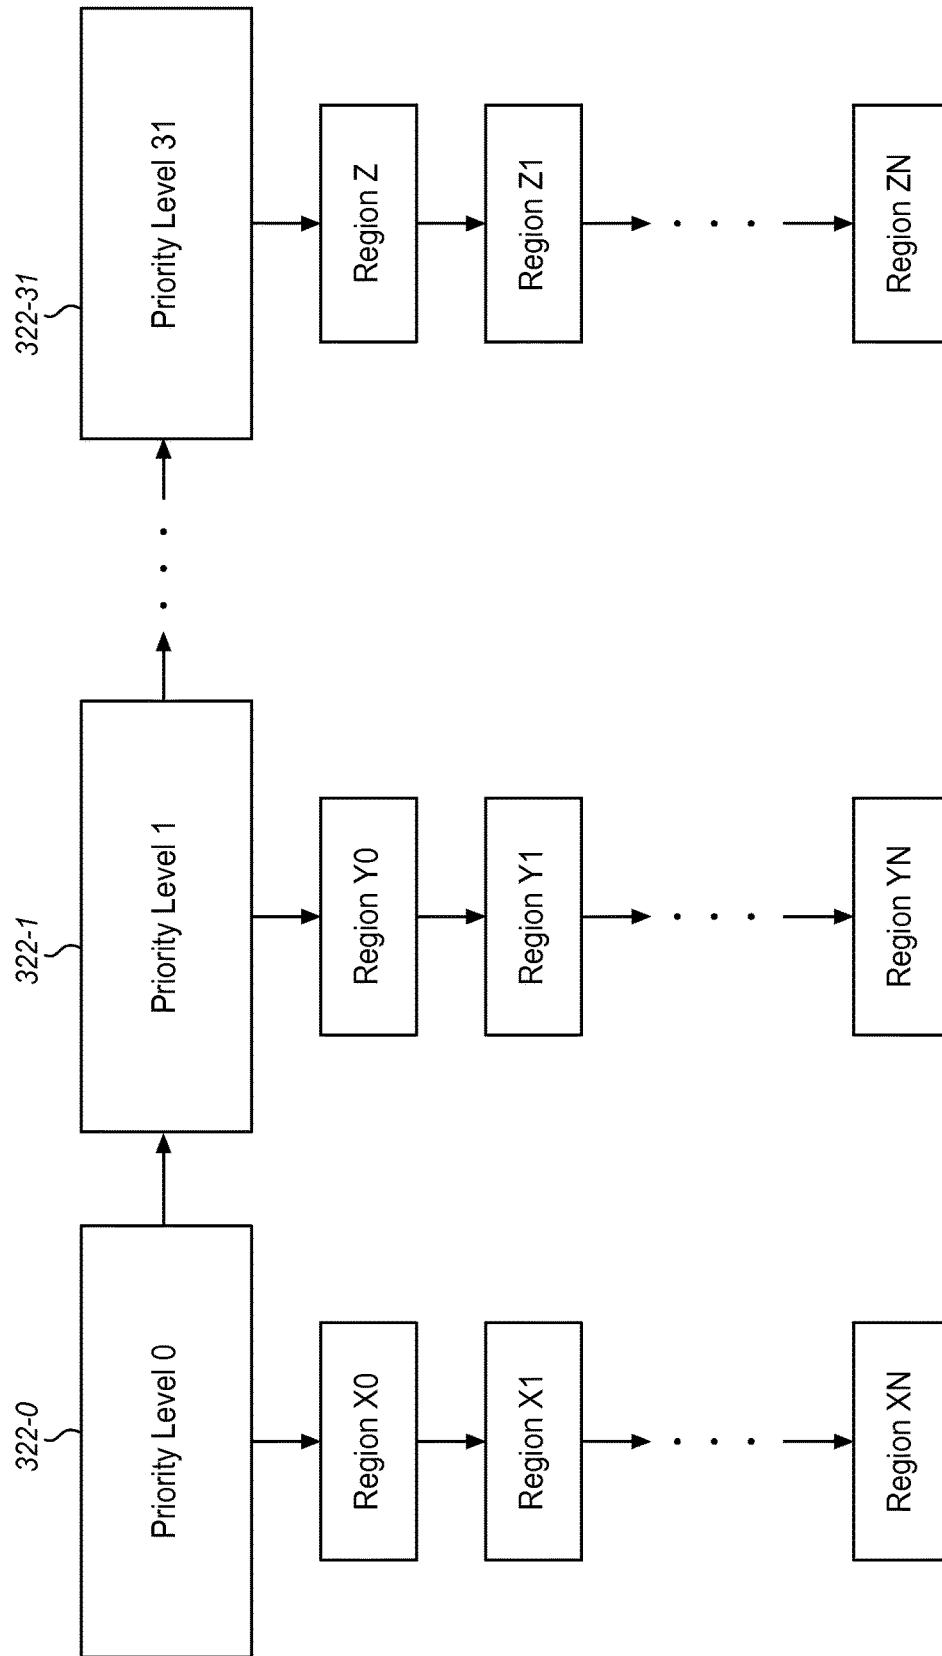 322-0
Priority Level 0
Region X0
Region X1
Region XN
322-1
Priority Level 1
Region Y0
Region Y1
Region YN
322-31
Priority Level 31
Region Z
Region Z1
Region ZN